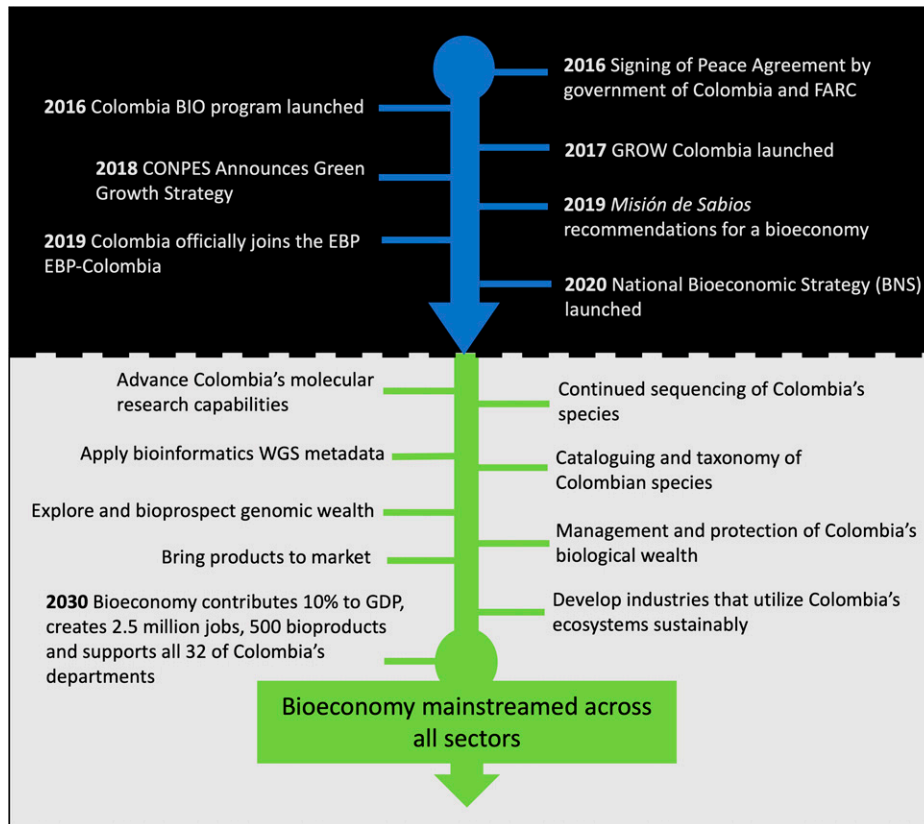 2016 Signing of Peace Agreement by
government of Colombia and FARC
2016 Colombia BIO program launched
2017 GROW Colombia launched
2018 CONPES Announces Green
Growth Strategy
2019 Misión de Sabios
recommendations for a bioeconomy
2019 Colombia officially joins the EBP
EBP-Colombia
2020 National Bioeconomic Strategy (BNS)
launched
Advance Colombia’s molecular
research capabilities
Continued sequencing of Colombia’s
species
Apply bioinformatics WGS metadata
Cataloguing and taxonomy of
Colombian species
Explore and bioprospect genomic wealth
Management and protection of Colombia’s
biological wealth
Bring products to market
Develop industries that utilize Colombia’s
ecosystems sustainably
2030 Bioeconomy contributes 10% to GDP,
creates 2.5 million jobs, 500 bioproducts
and supports all 32 of Colombia’s
departments
Bioeconomy mainstreamed across
all sectors